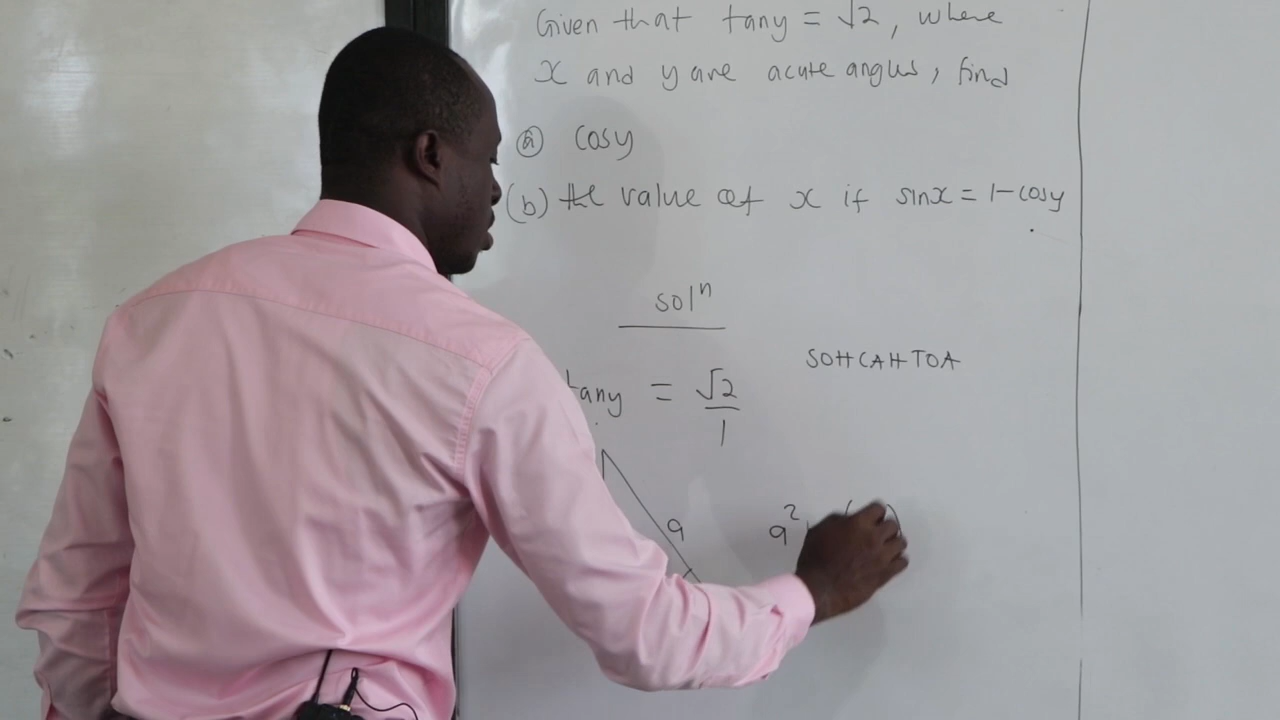 Given that tany = √2, where
x and y are acute angles, find
(a) cosy
(b) the value of x if sinx = 1-cosy
solⁿ
SOHCAHTOA
tany = √2/1
a
a²